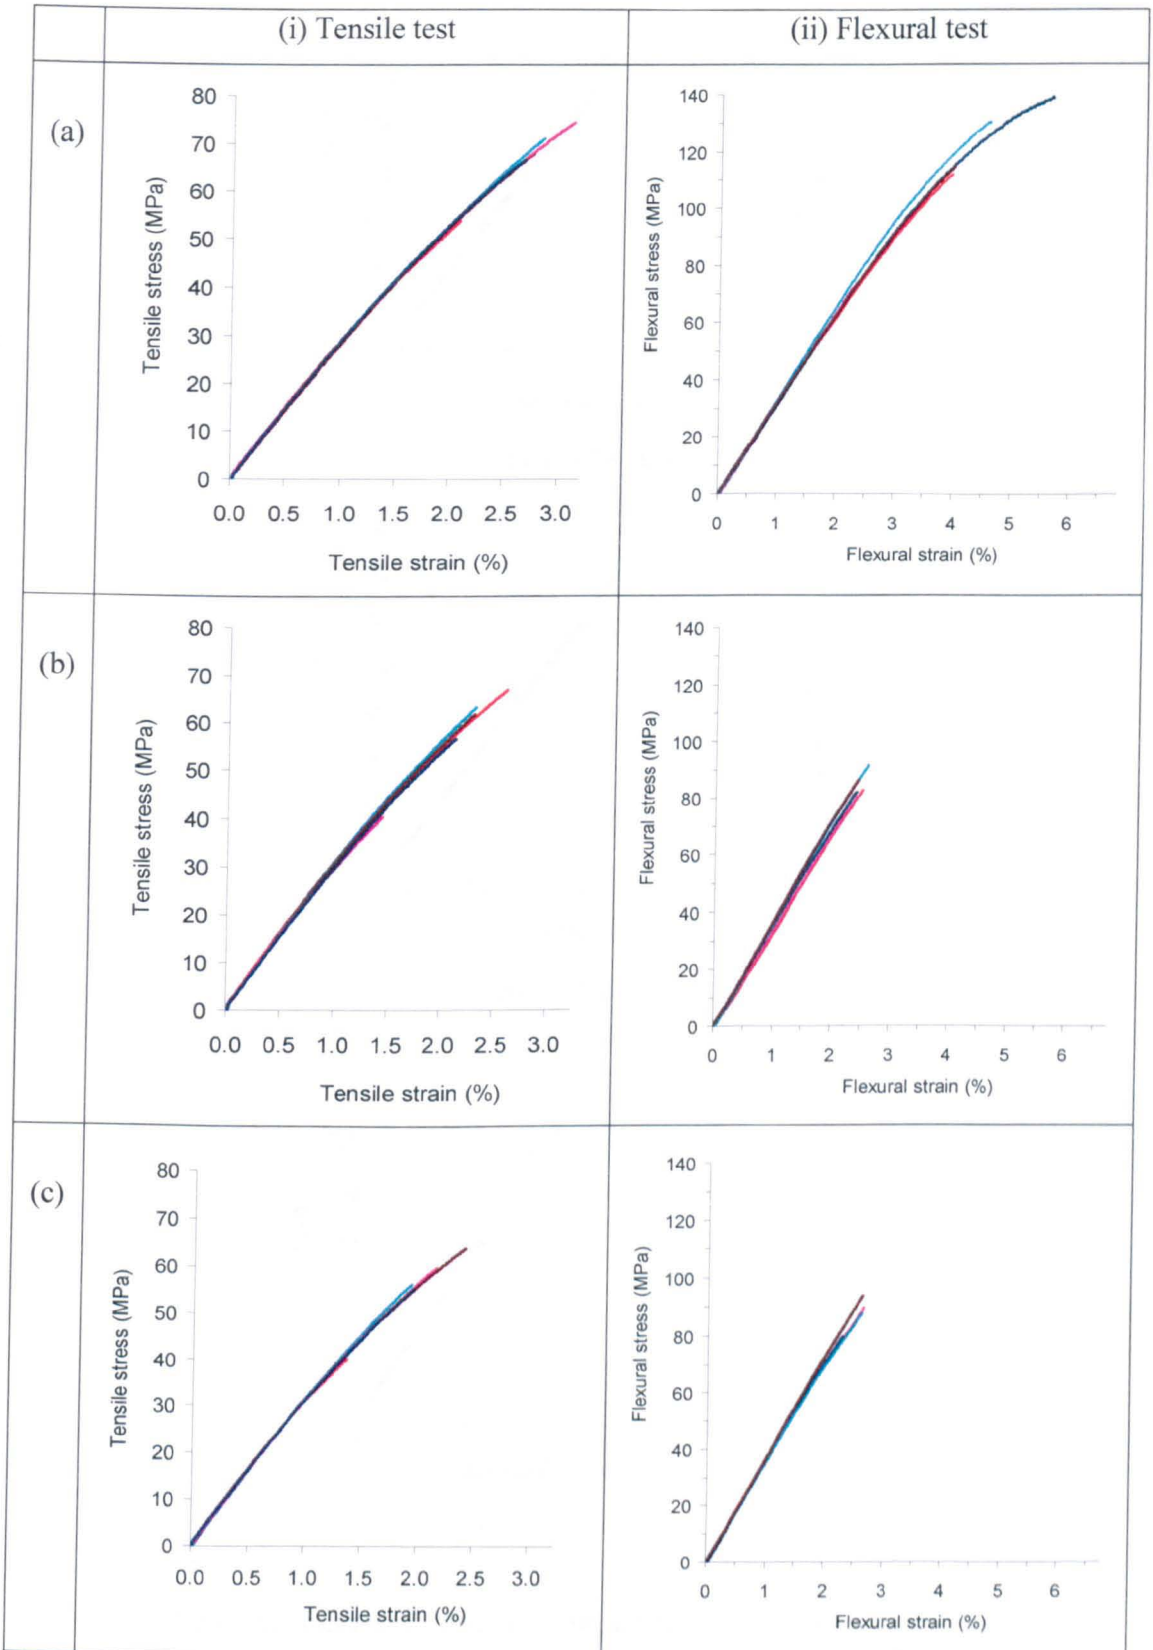 (i) Tensile test
(ii) Flexural test
(a)
80
70
60
50
40
30
20
10
0
Tensile stress (MPa)
0.0 0.5 1.0 1.5 2.0 2.5 3.0
Tensile strain (%)
140
120
100
80
60
40
20
0
Flexural stress (MPa)
0 1 2 3 4 5 6
Flexural strain (%)
(b)
80
70
60
50
40
30
20
10
0
Tensile stress (MPa)
0.0 0.5 1.0 1.5 2.0 2.5 3.0
Tensile strain (%)
140
120
100
80
60
40
20
0
Flexural stress (MPa)
0 1 2 3 4 5 6
Flexural strain (%)
(c)
80
70
60
50
40
30
20
10
0
Tensile stress (MPa)
0.0 0.5 1.0 1.5 2.0 2.5 3.0
Tensile strain (%)
140
120
100
80
60
40
20
0
Flexural stress (MPa)
0 1 2 3 4 5 6
Flexural strain (%)